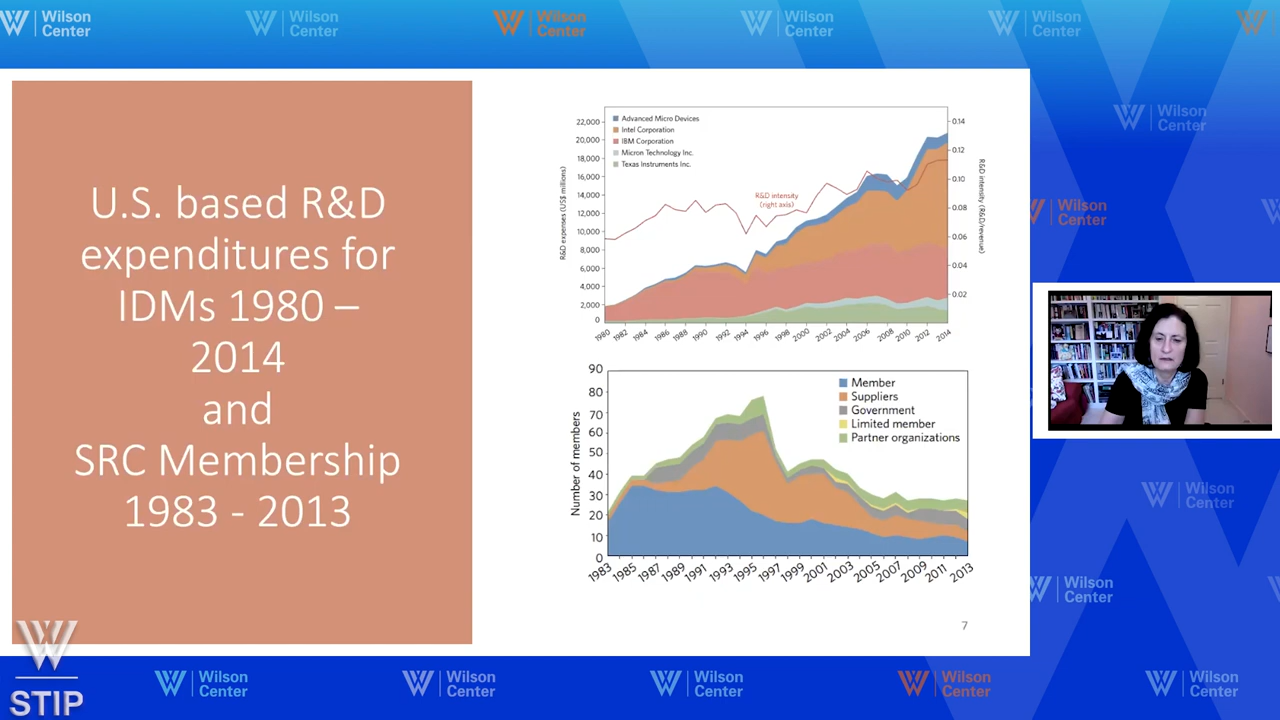 Wilson
Center
Wilson
Center
Wilson
Center
Wilson
Center
Wilson
Center
U.S. based R&D
expenditures for
IDMs 1980 –
2014
and
SRC Membership
1983 - 2013
Advanced Micro Devices
Intel Corporation
IBM Corporation
Micron Technology Inc.
Texas Instruments Inc.
R&D intensity
(right axis)
R&D expenses (US$ millions)
22,000
20,000
18,000
16,000
14,000
12,000
10,000
8,000
6,000
4,000
2,000
0
R&D intensity (R&D/revenue)
0.14
0.12
0.10
0.08
0.06
0.04
0.02
1980 1982 1984 1986 1988 1990 1992 1994 1996 1998 2000 2002 2004 2006 2008 2010 2012 2014
Member
Suppliers
Government
Limited member
Partner organizations
Number of members
90
80
70
60
50
40
30
20
10
0
1983 1985 1987 1989 1991 1993 1995 1997 1999 2001 2003 2005 2007 2009 2011 2013
7
Wilson
Center
Wilson
Center
Wilson
Center
Wilson
Center
STIP
Wilson
Center
Wilson
Center
Wilson
Center
Wilson
Center
Wilson
Center